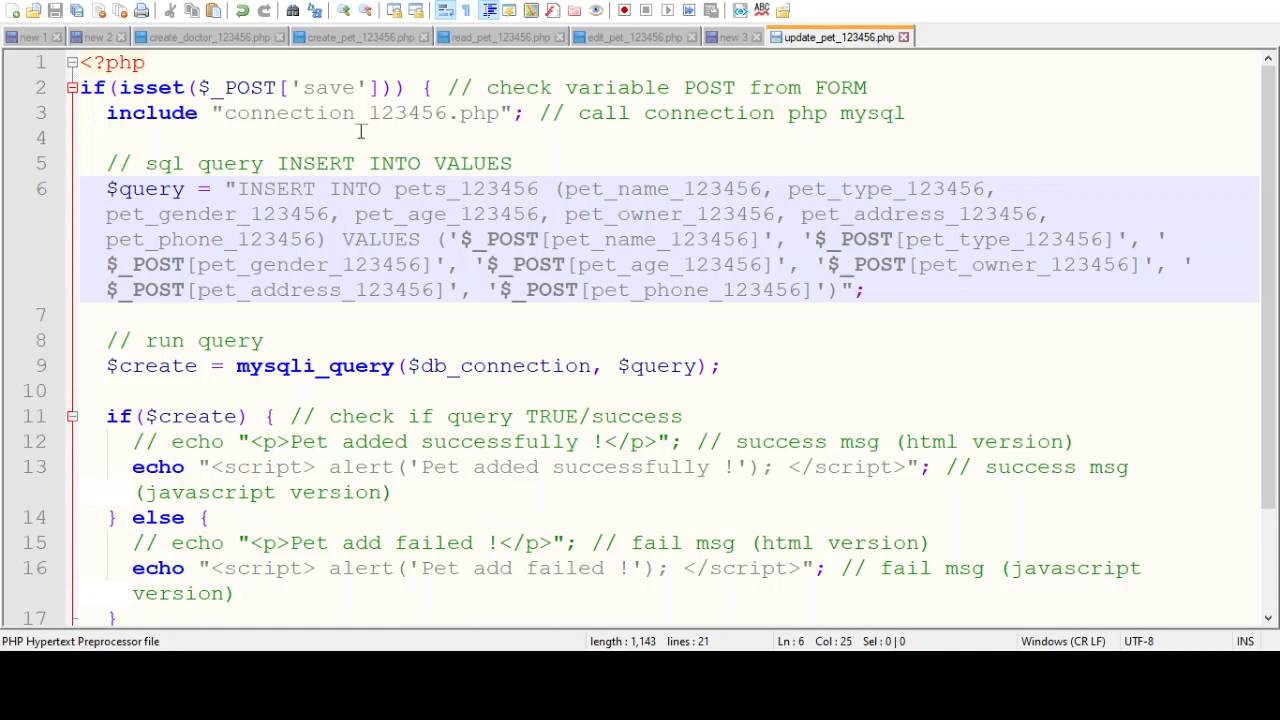 new 1 new 2 create_doctor_123456.php create_pet_123456.php read_pet_123456.php edit_pet_123456.php new 3 update_pet_123456.php
1 <?php
2 if(isset($_POST['save'])) { // check variable POST from FORM
3 include "connection_123456.php"; // call connection php mysql
4
5 // sql query INSERT INTO VALUES
6 $query = "INSERT INTO pets_123456 (pet_name_123456, pet_type_123456,
pet_gender_123456, pet_age_123456, pet_owner_123456, pet_address_123456,
pet_phone_123456) VALUES ('$_POST[pet_name_123456]', '$_POST[pet_type_123456]', '
$_POST[pet_gender_123456]', '$_POST[pet_age_123456]', '$_POST[pet_owner_123456]', '
$_POST[pet_address_123456]', '$_POST[pet_phone_123456]')";
7
8 // run query
9 $create = mysqli_query($db_connection, $query);
10
11 if($create) { // check if query TRUE/success
12 // echo "<p>Pet added successfully !</p>"; // success msg (html version)
13 echo "<script> alert('Pet added successfully !'); </script>"; // success msg
(javascript version)
14 } else {
15 // echo "<p>Pet add failed !</p>"; // fail msg (html version)
16 echo "<script> alert('Pet add failed !'); </script>"; // fail msg (javascript
version)
17 }
PHP Hypertext Preprocessor file length : 1,143 lines : 21 Ln : 6 Col : 25 Sel : 0 | 0 Windows (CR LF) UTF-8 INS